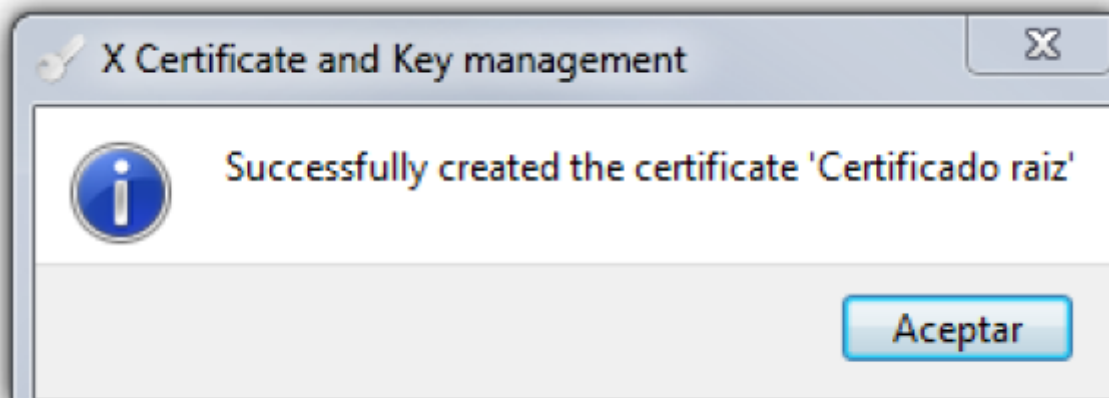 X Certificate and Key management
Successfully created the certificate 'Certificado raiz'
Aceptar